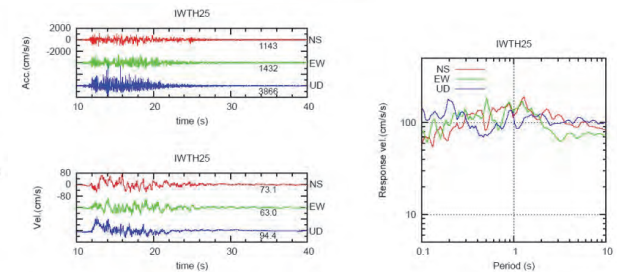 IWTH25
2000
0
-2000
Acc.(cm/s/s)
NS
1143
EW
1432
UD
3866
10 20 30 40
time (s)
IWTH25
80
0
-80
Vel.(cm/s)
NS
73.1
EW
63.0
UD
94.4
10 20 30 40
time (s)
IWTH25
NS
EW
UD
Response vel.(cm/s/s)
100
10
0.1 1 10
Period (s)